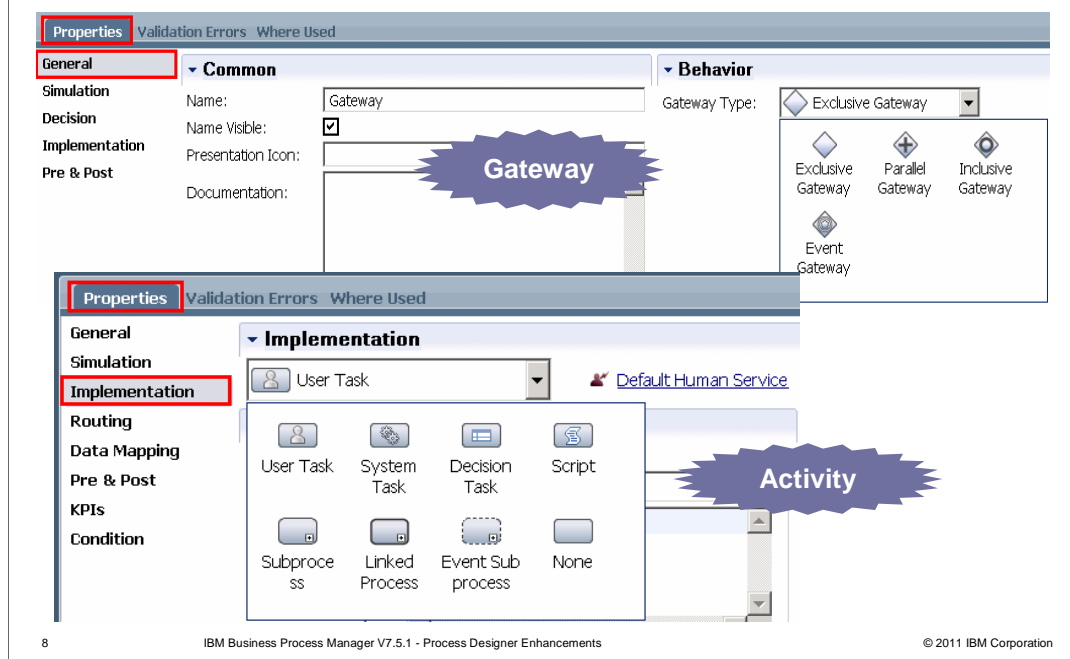 Properties Validation Errors Where Used
General
Simulation
Decision
Implementation
Pre & Post
Common
Name: Gateway
Name Visible:
Presentation Icon:
Documentation:
Gateway
Behavior
Gateway Type: Exclusive Gateway
Exclusive Gateway
Parallel Gateway
Inclusive Gateway
Event Gateway
Properties Validation Errors Where Used
General
Simulation
Implementation
Routing
Data Mapping
Pre & Post
KPIs
Condition
Implementation
User Task Default Human Service
User Task
System Task
Decision Task
Script
Subproce
ss
Linked Process
Event Sub process
None
Activity
8 IBM Business Process Manager V7.5.1 - Process Designer Enhancements © 2011 IBM Corporation